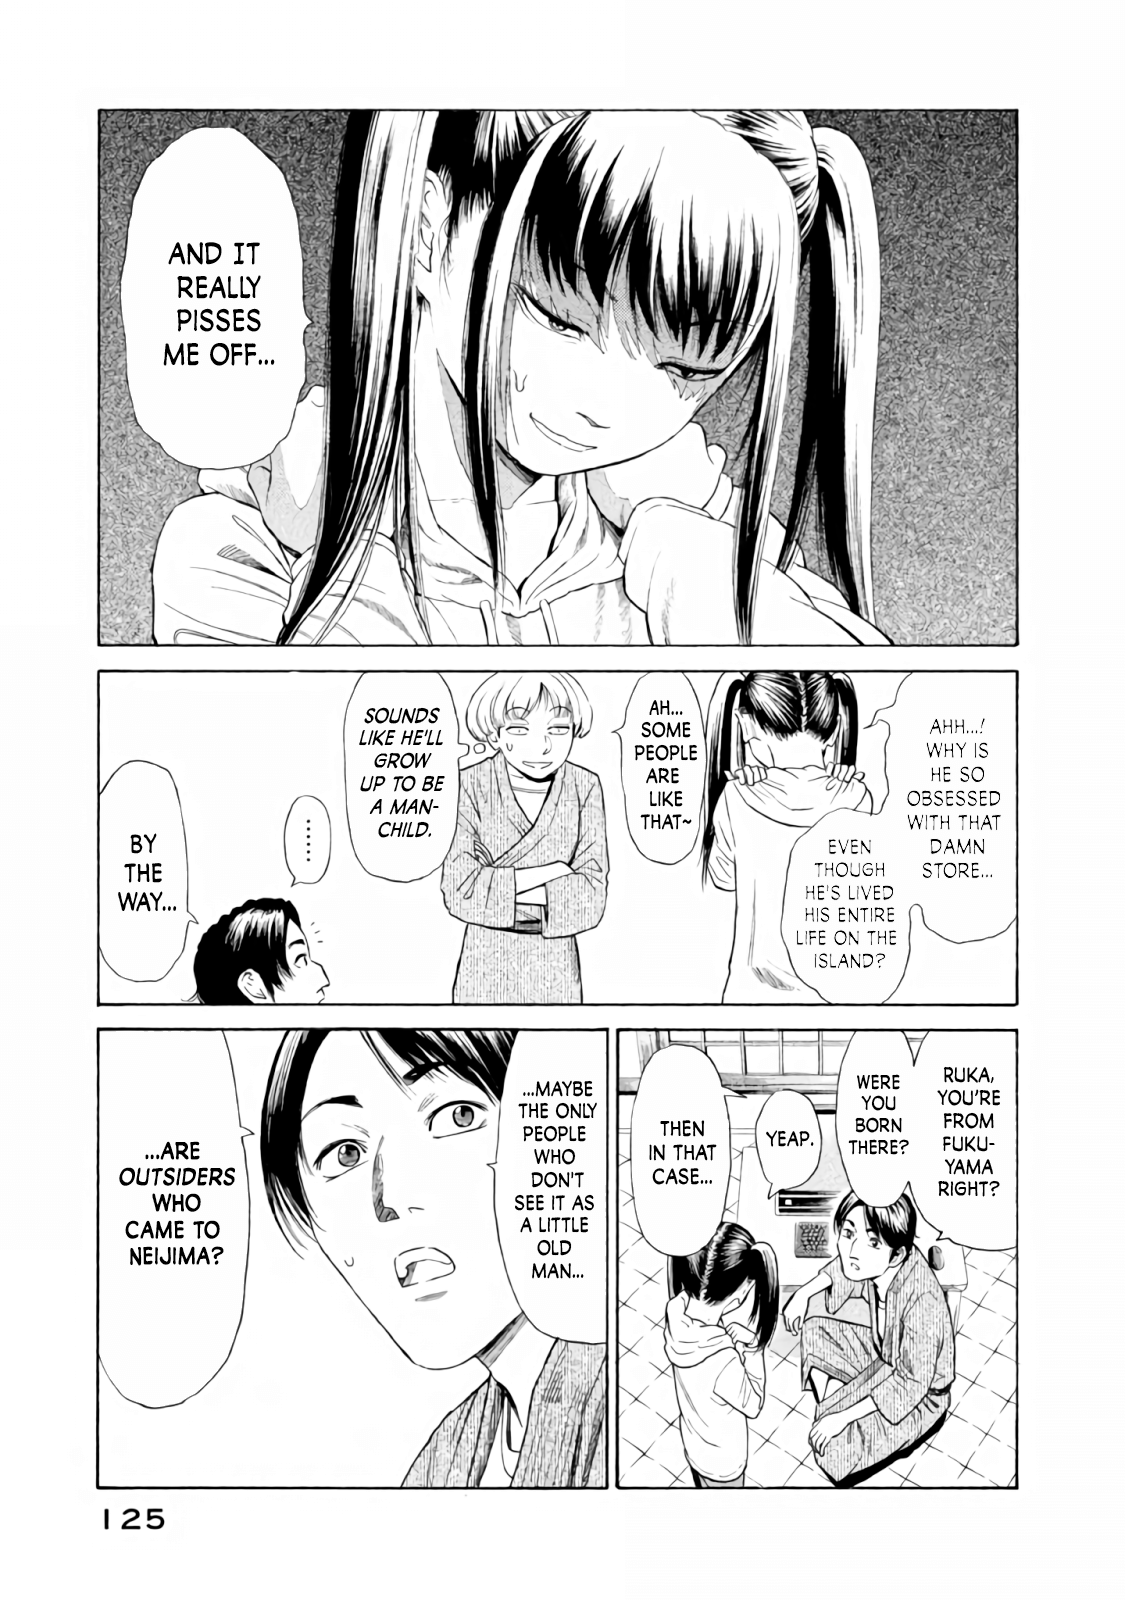 AND IT
REALLY
PISSES
ME OFF...
AHH...!
WHY IS
HE SO
OBSESSED
WITH THAT
DAMN
STORE...
EVEN
THOUGH
HE'S LIVED
HIS ENTIRE
LIFE ON THE
ISLAND?
AH...
SOME
PEOPLE
ARE
LIKE
THAT~
SOUNDS
LIKE HE'LL
GROW
UP TO BE
A MAN-
CHILD.
......
BY
THE
WAY...
RUKA,
YOU'RE
FROM
FUKU-
YAMA
RIGHT?
WERE
YOU
BORN
THERE?
YEAP.
THEN
IN THAT
CASE...
...MAYBE
THE ONLY
PEOPLE
WHO
DON'T
SEE IT AS
A LITTLE
OLD
MAN...
...ARE
OUTSIDERS
WHO
CAME TO
NEIJIMA?
125